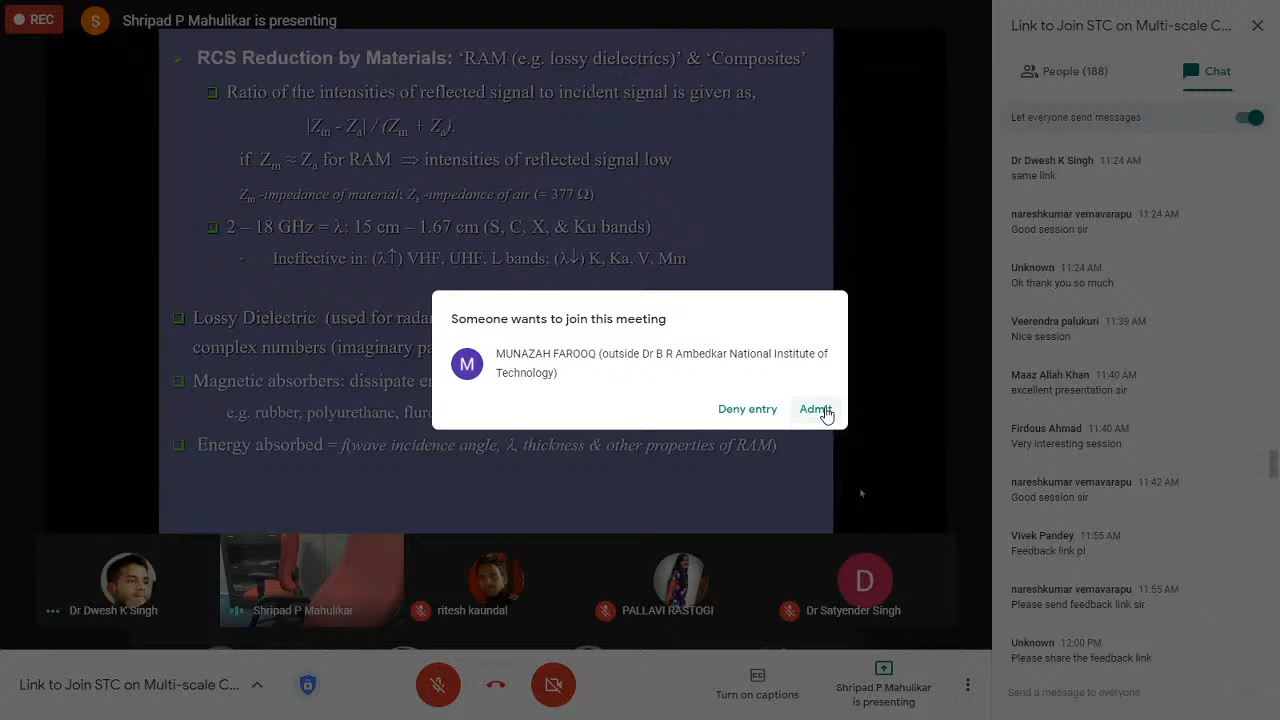 REC
S
Shripad P Mahulikar is presenting
RCS Reduction by Materials: ‘RAM (e.g. lossy dielectrics)’ & ‘Composites’
Ratio of the intensities of reflected signal to incident signal is given as,
|Zm - Za| / (Zm + Za).
if Zm ≈ Za for RAM ⇒ intensities of reflected signal low
Zm -impedance of material; Za -impedance of air (= 377 Ω)
2 – 18 GHz = λ: 15 cm – 1.67 cm (S, C, X, & Ku bands)
Ineffective in: (λ↑) VHF, UHF, L bands; (λ↓) K, Ka, V, Mm
Lossy Dielectric (used for
complex numbers (imaginary
Magnetic absorbers: dissipate
e.g. rubber, polyurethane,
Energy absorbed = f(wave incidence angle, λ, thickness & other properties of RAM)
Someone wants to join this meeting
M
MUNAZAH FAROOQ (outside Dr B R Ambedkar National Institute of
Technology)
Deny entry
Admit
Dr Dwesh K Singh
Shripad P Mahulikar
ritesh kaundal
PALLAVI RASTOGI
D
Dr Satyender Singh
Link to Join STC on Multi-scale C...
Turn on captions
Shripad P Mahulikar
is presenting
Link to Join STC on Multi-scale C...
People (188)
Chat
Let everyone send messages
Dr Dwesh K Singh 11:24 AM
same link
nareshkumar vemavarapu 11:24 AM
Good session sir
Unknown 11:24 AM
Ok thank you so much
Veerendra palukuri 11:39 AM
Nice session
Maaz Allah Khan 11:40 AM
excellent presentation sir
Firdous Ahmad 11:40 AM
Very interesting session
nareshkumar vemavarapu 11:42 AM
Good session sir
Vivek Pandey 11:55 AM
Feedback link pl
nareshkumar vemavarapu 11:55 AM
Please send feedback link sir
Unknown 12:00 PM
Please share the feedback link
Send a message to everyone